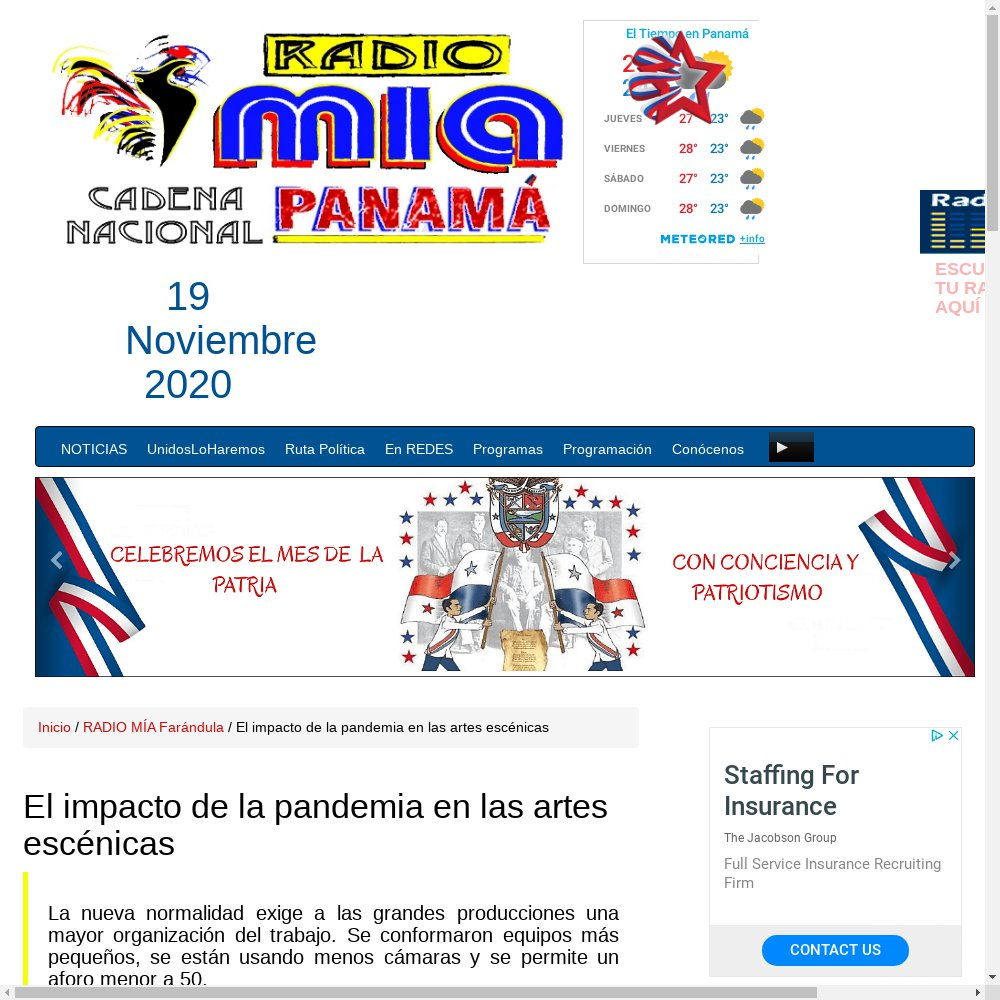 RADIO
MIA
CADENA
NACIONAL
PANAMÁ
El Tiempo en Panamá
JUEVES 27° 23°
VIERNES 28° 23°
SÁBADO 27° 23°
DOMINGO 28° 23°
METEORED +info
ESCU
TU RA
AQUÍ
19
Noviembre
2020
NOTICIAS UnidosLoHaremos Ruta Política En REDES Programas Programación Conócenos
CELEBREMOS EL MES DE LA
PATRIA
CON CONCIENCIA Y
PATRIOTISMO
Inicio / RADIO MÍA Farándula / El impacto de la pandemia en las artes escénicas
El impacto de la pandemia en las artes
escénicas
La nueva normalidad exige a las grandes producciones una
mayor organización del trabajo. Se conformaron equipos más
pequeños, se están usando menos cámaras y se permite un
aforo menor a 50.
Staffing For
Insurance
The Jacobson Group
Full Service Insurance Recruiting
Firm
CONTACT US